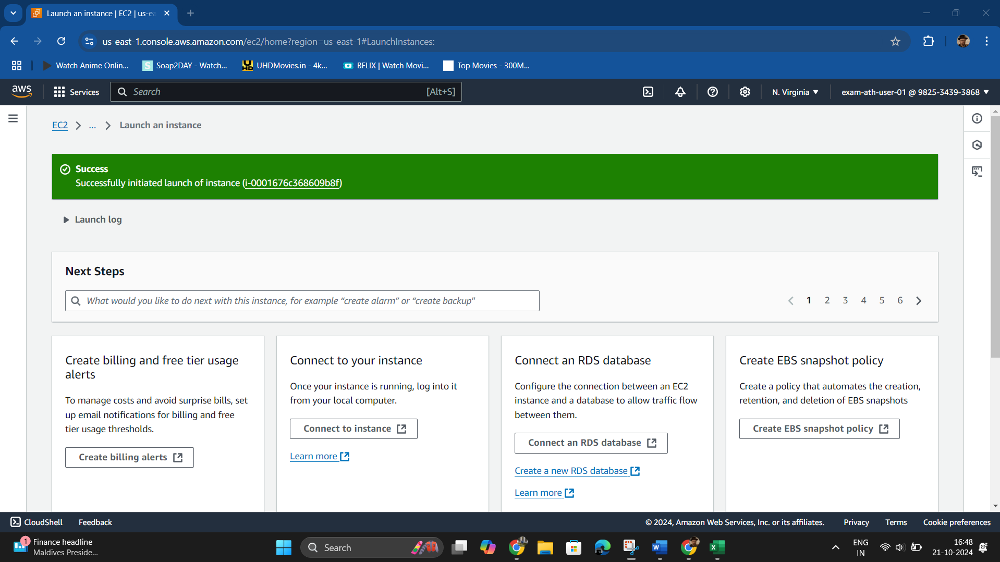 Launch an instance | EC2 | us-ea
us-east-1.console.aws.amazon.com/ec2/home?region=us-east-1#LaunchInstances:
Watch Anime Onlin...
Soap2DAY - Watch...
UHDMovies.in - 4k...
BFLIX | Watch Movi...
Top Movies - 300M...
aws
Services
Search
[Alt+S]
N. Virginia
exam-ath-user-01 @ 9825-3439-3868
EC2
...
Launch an instance
Success
Successfully initiated launch of instance (i-0001676c368609b8f)
Launch log
Next Steps
What would you like to do next with this instance, for example “create alarm” or “create backup"
1 2 3 4 5 6
Create billing and free tier usage
alerts
To manage costs and avoid surprise bills, set
up email notifications for billing and free
tier usage thresholds.
Create billing alerts
Connect to your instance
Once your instance is running, log into it
from your local computer.
Connect to instance
Learn more
Connect an RDS database
Configure the connection between an EC2
instance and a database to allow traffic flow
between them.
Connect an RDS database
Create a new RDS database
Learn more
Create EBS snapshot policy
Create a policy that automates the creation,
retention, and deletion of EBS snapshots
Create EBS snapshot policy
CloudShell
Feedback
© 2024, Amazon Web Services, Inc. or its affiliates.
Privacy
Terms
Cookie preferences
1
Finance headline
Maldives Preside...
Search
ENG
IN
16:48
21-10-2024